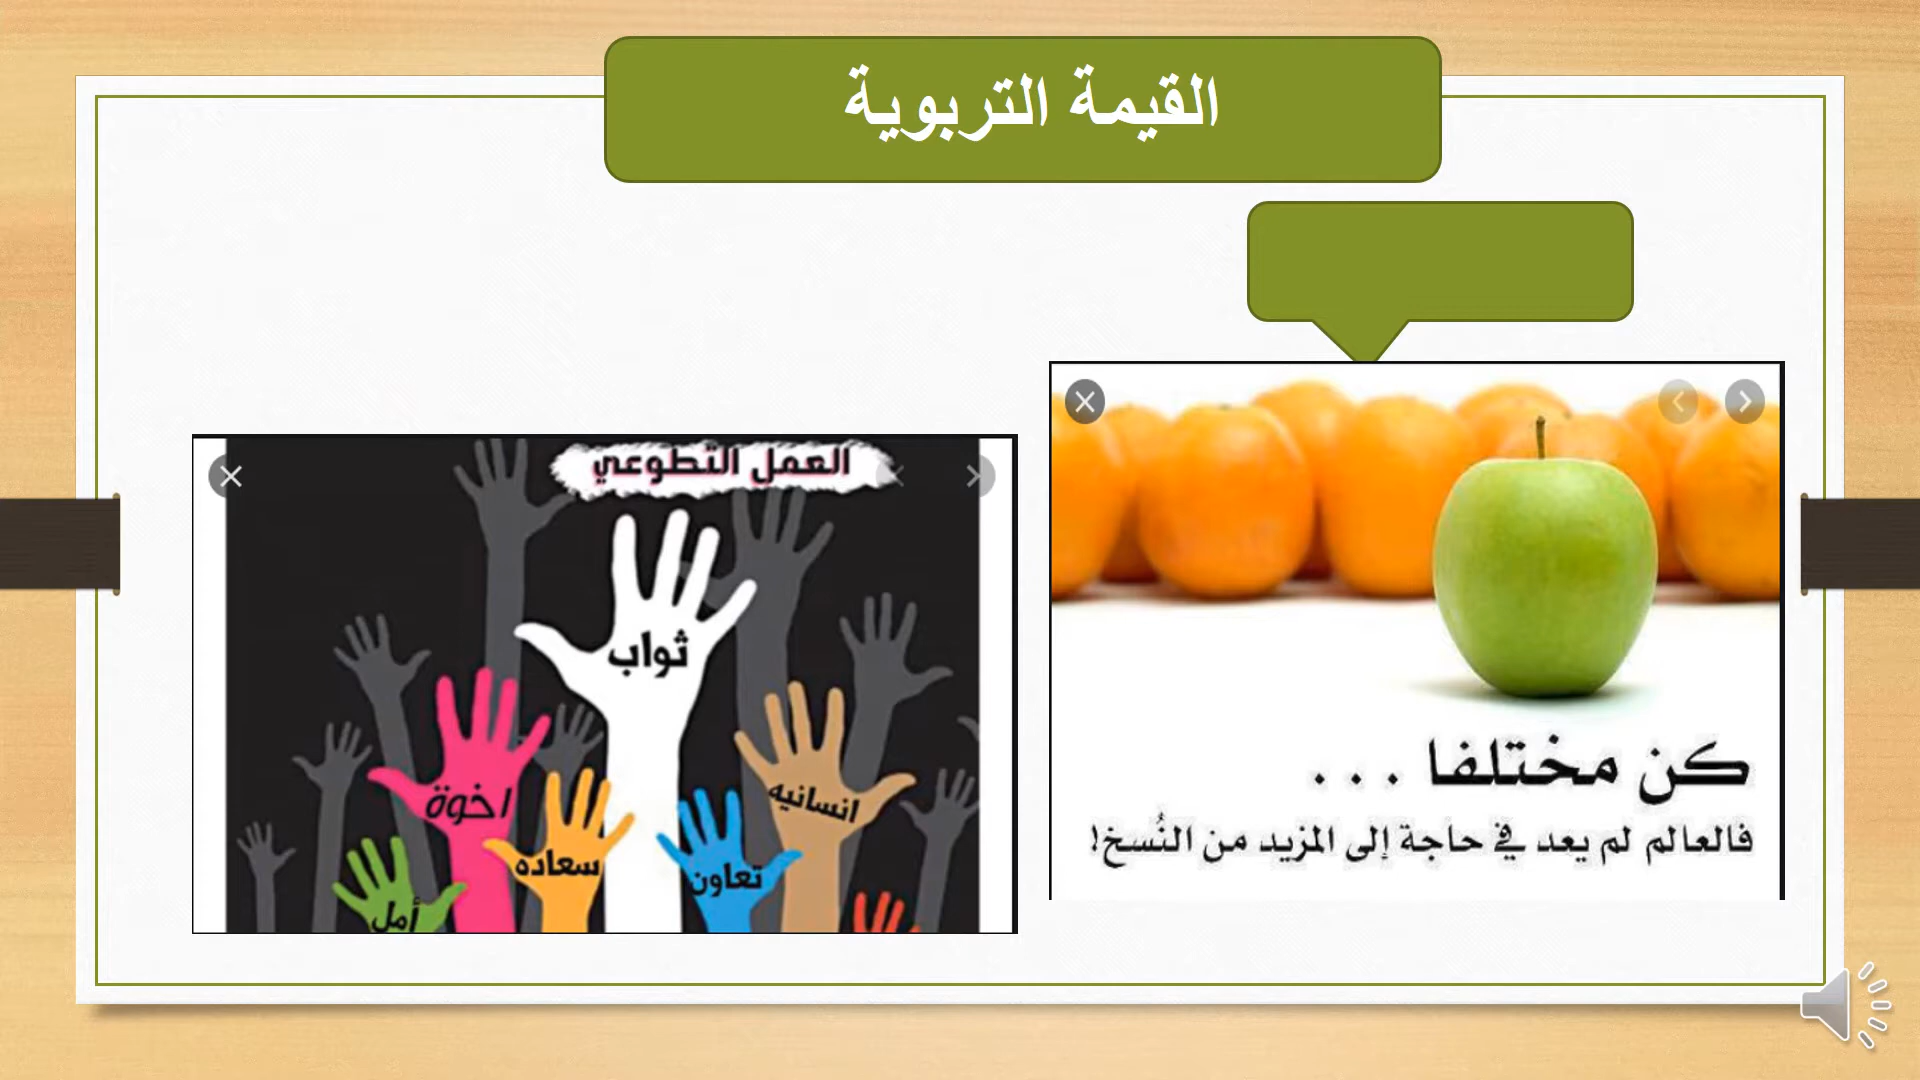 القيمة التربوية
كن مختلفا . . .
فالعالم لم يعد في حاجة إلى المزيد من النُسخ!
العمل التطوعي
ثواب
انسانيه
اخوة
سعاده
تعاون
أمل